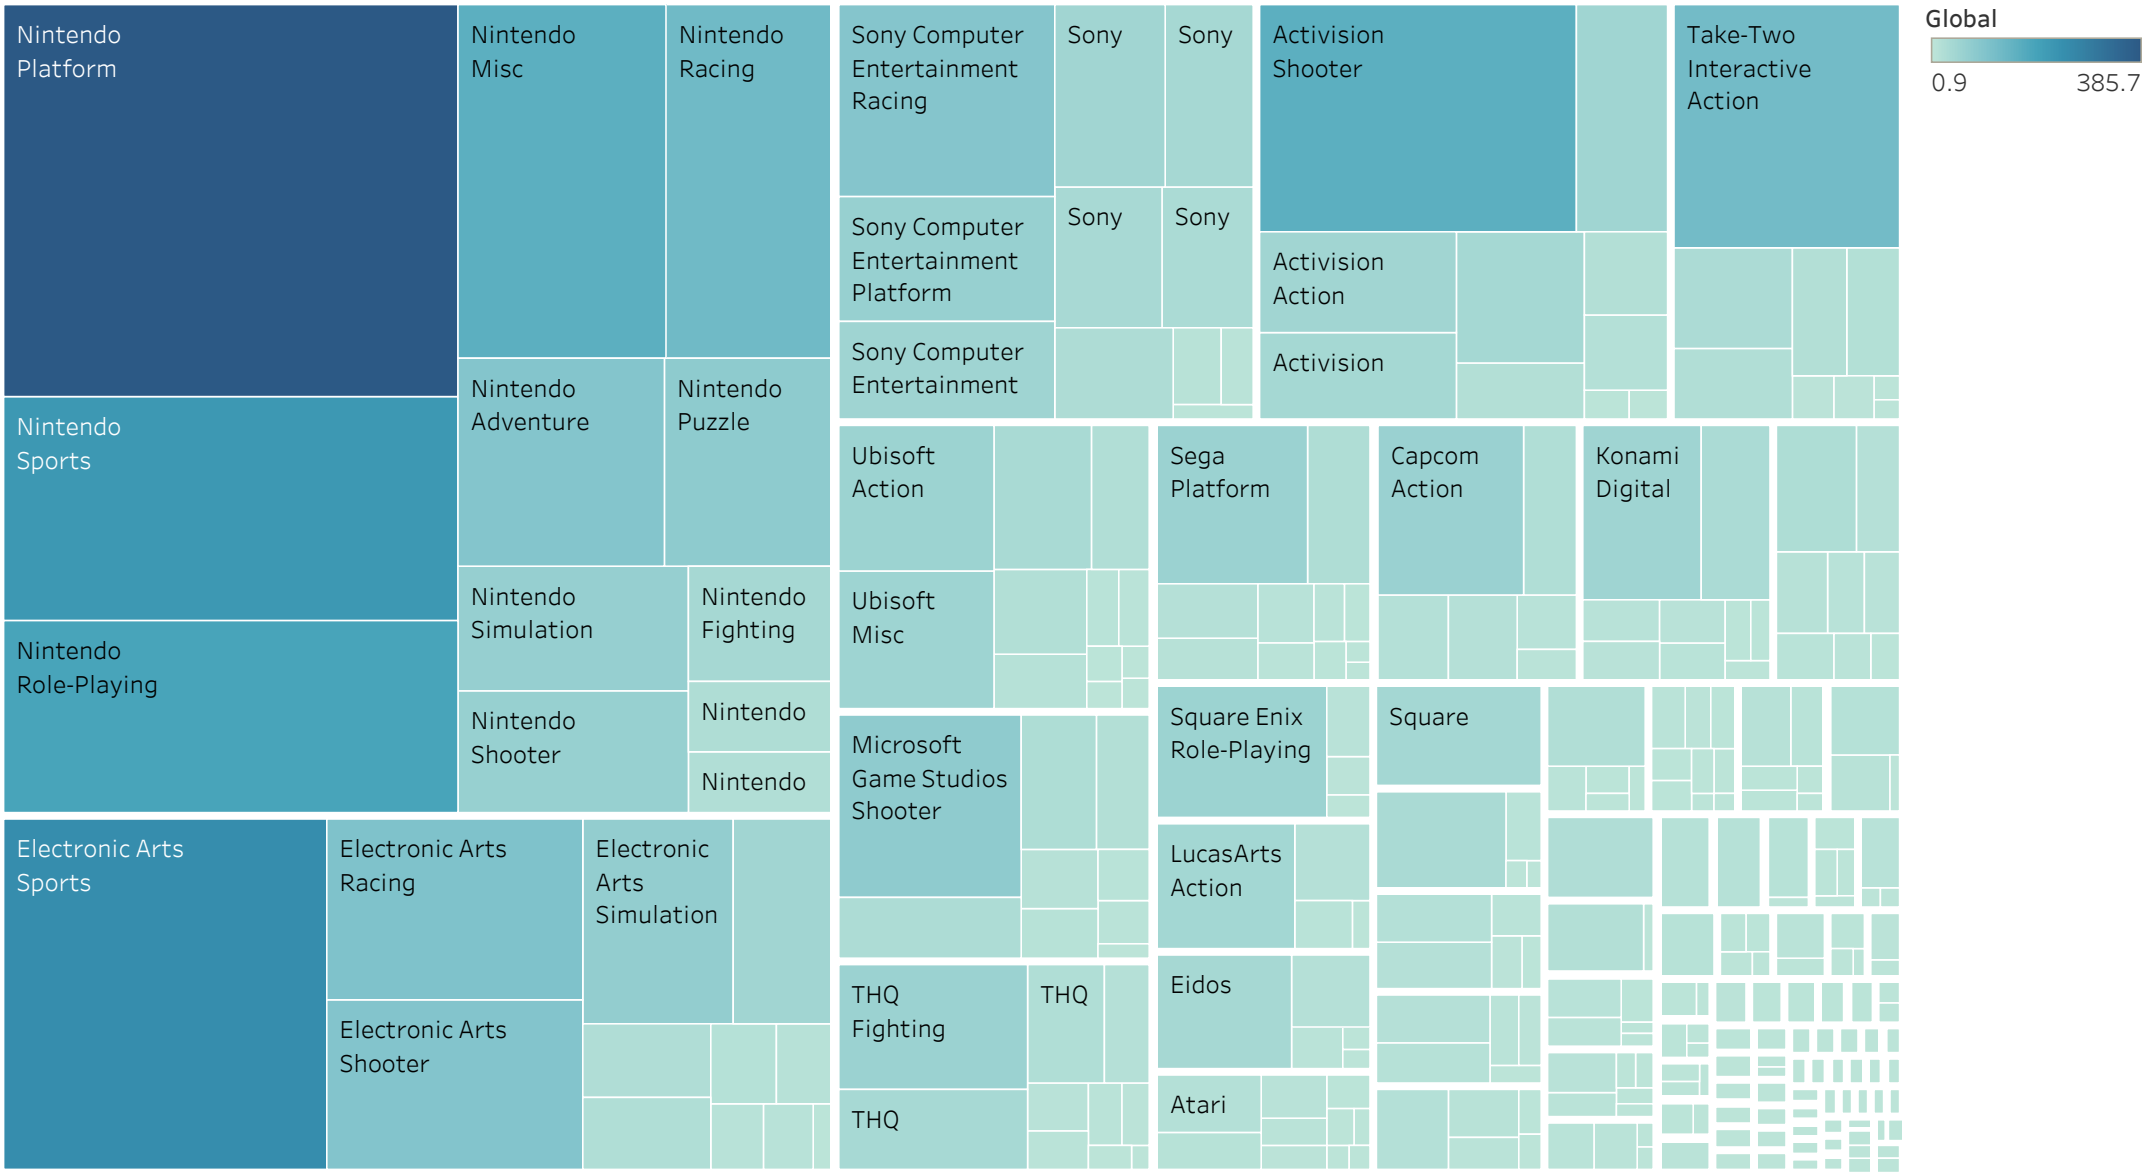 Nintendo
Platform
Nintendo
Sports
Nintendo
Role-Playing
Nintendo
Misc
Nintendo
Racing
Nintendo
Adventure
Nintendo
Puzzle
Nintendo
Simulation
Nintendo
Fighting
Nintendo
Shooter
Nintendo
Nintendo
Electronic Arts
Sports
Electronic Arts
Racing
Electronic Arts
Shooter
Electronic
Arts
Simulation
Sony Computer
Entertainment
Racing
Sony Computer
Entertainment
Platform
Sony Computer
Entertainment
Sony
Sony
Sony
Sony
Activision
Shooter
Activision
Action
Activision
Take-Two
Interactive
Action
Ubisoft
Action
Ubisoft
Misc
Microsoft
Game Studios
Shooter
THQ
Fighting
THQ
THQ
Sega
Platform
Capcom
Action
Konami
Digital
Square Enix
Role-Playing
Square
LucasArts
Action
Eidos
Atari
Global
0.9
385.7